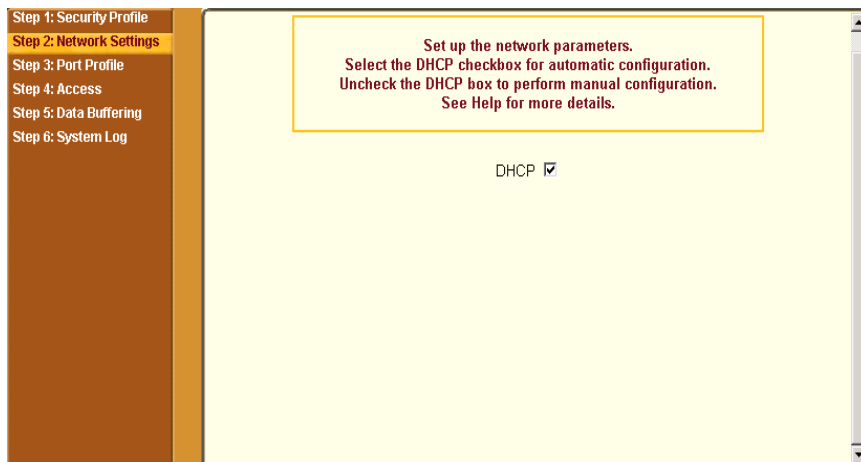 Step 1: Security Profile
Step 2: Network Settings
Step 3: Port Profile
Step 4: Access
Step 5: Data Buffering
Step 6: System Log
Set up the network parameters.
Select the DHCP checkbox for automatic configuration.
Uncheck the DHCP box to perform manual configuration.
See Help for more details.
DHCP